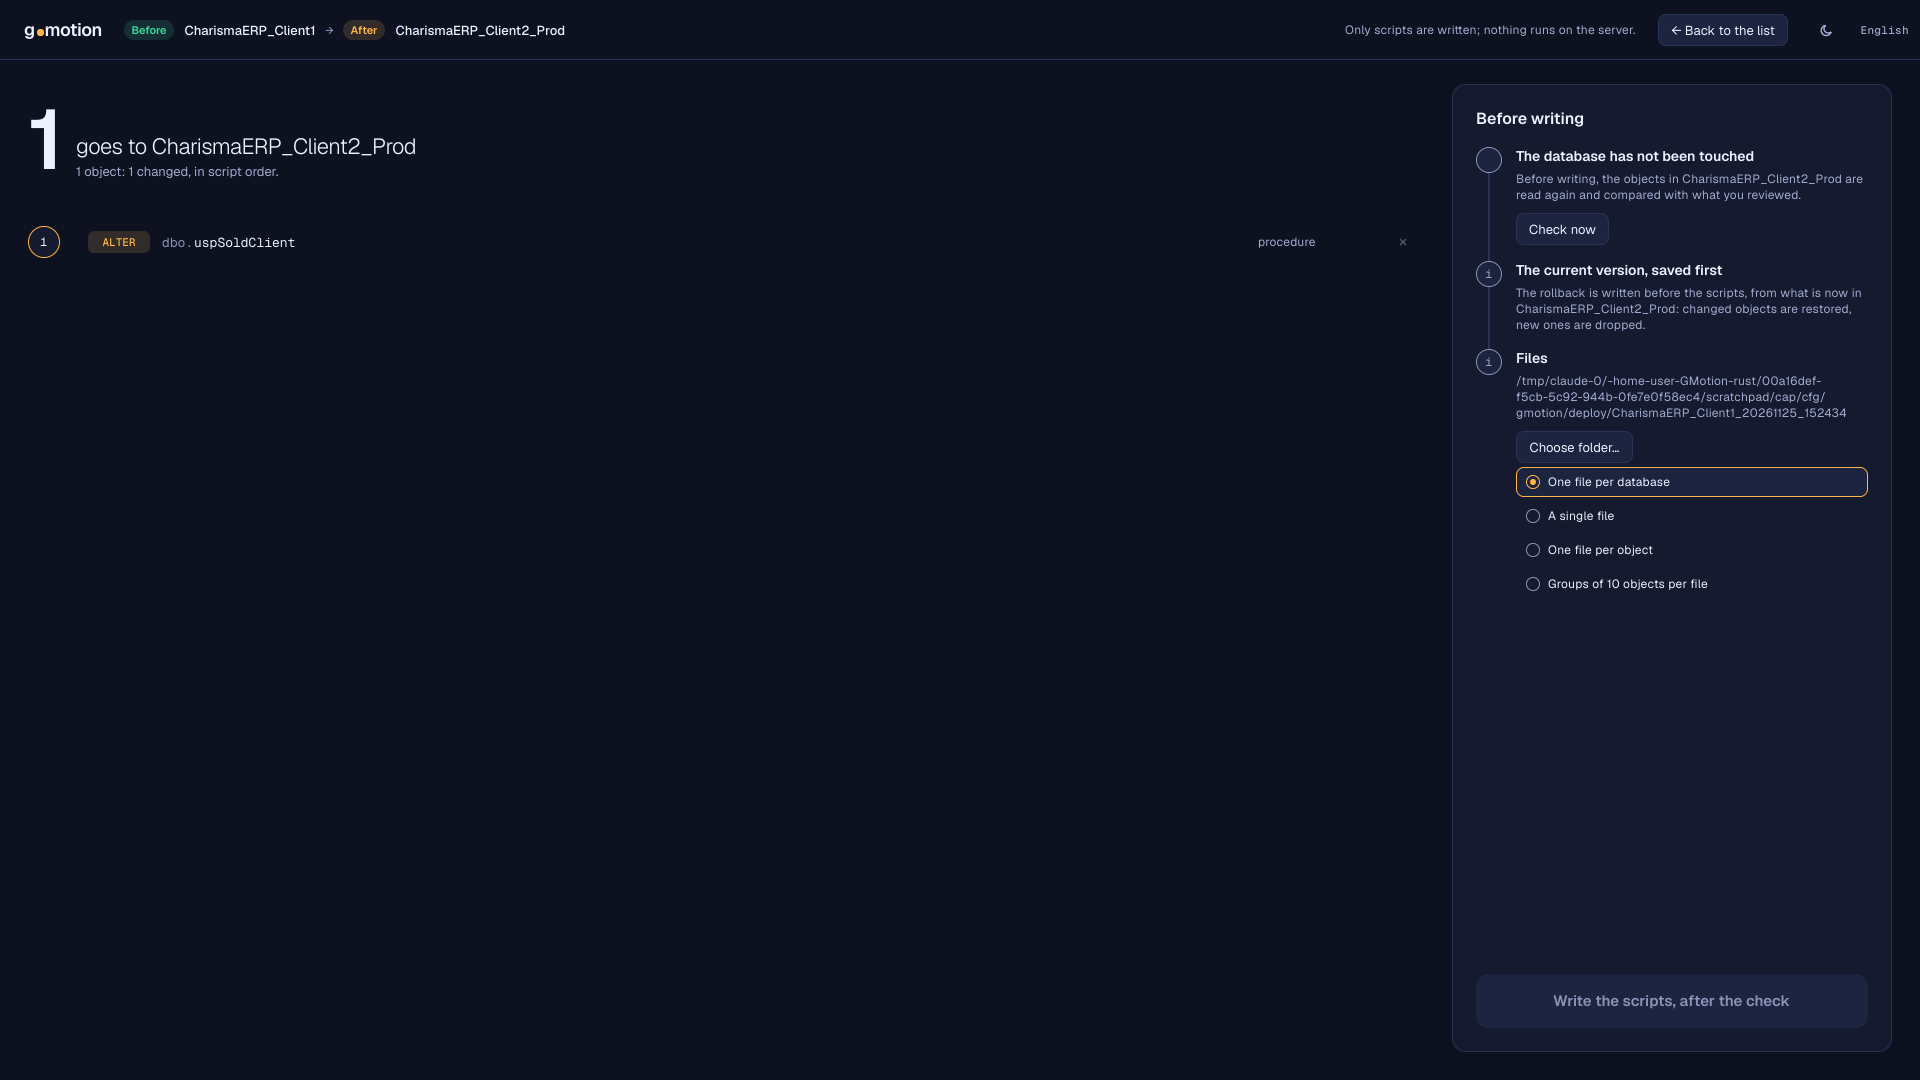 gmotion Before CharismaERP_Client1 → After CharismaERP_Client2_Prod
Only scripts are written; nothing runs on the server.
← Back to the list
English
1 goes to CharismaERP_Client2_Prod
1 object: 1 changed, in script order.
1 ALTER dbo.uspSoldClient procedure ×
Before writing
The database has not been touched
Before writing, the objects in CharismaERP_Client2_Prod are
read again and compared with what you reviewed.
Check now
i The current version, saved first
The rollback is written before the scripts, from what is now in
CharismaERP_Client2_Prod: changed objects are restored,
new ones are dropped.
i Files
/tmp/claude-0/-home-user-GMotion-rust/00a16def-
f5cb-5c92-944b-0fe7e0f58ec4/scratchpad/cap/cfg/
gmotion/deploy/CharismaERP_Client1_20261125_152434
Choose folder…
One file per database
A single file
One file per object
Groups of 10 objects per file
Write the scripts, after the check